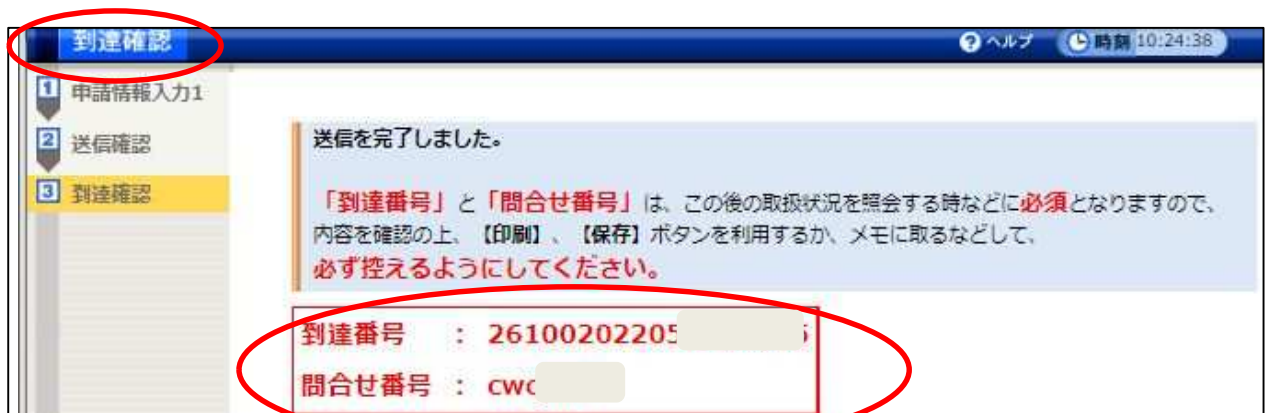 到達確認
ヘルプ 時刻 10:24:38
1 申請情報入力1
2 送信確認
3 到達確認
送信を完了しました。
「到達番号」と「問合せ番号」は、この後の取扱状況を照会する時などに必須となりますので、
内容を確認の上、【印刷】、【保存】ボタンを利用するか、メモに取るなどして、
必ず控えるようにしてください。
到達番号 :
問合せ番号 :